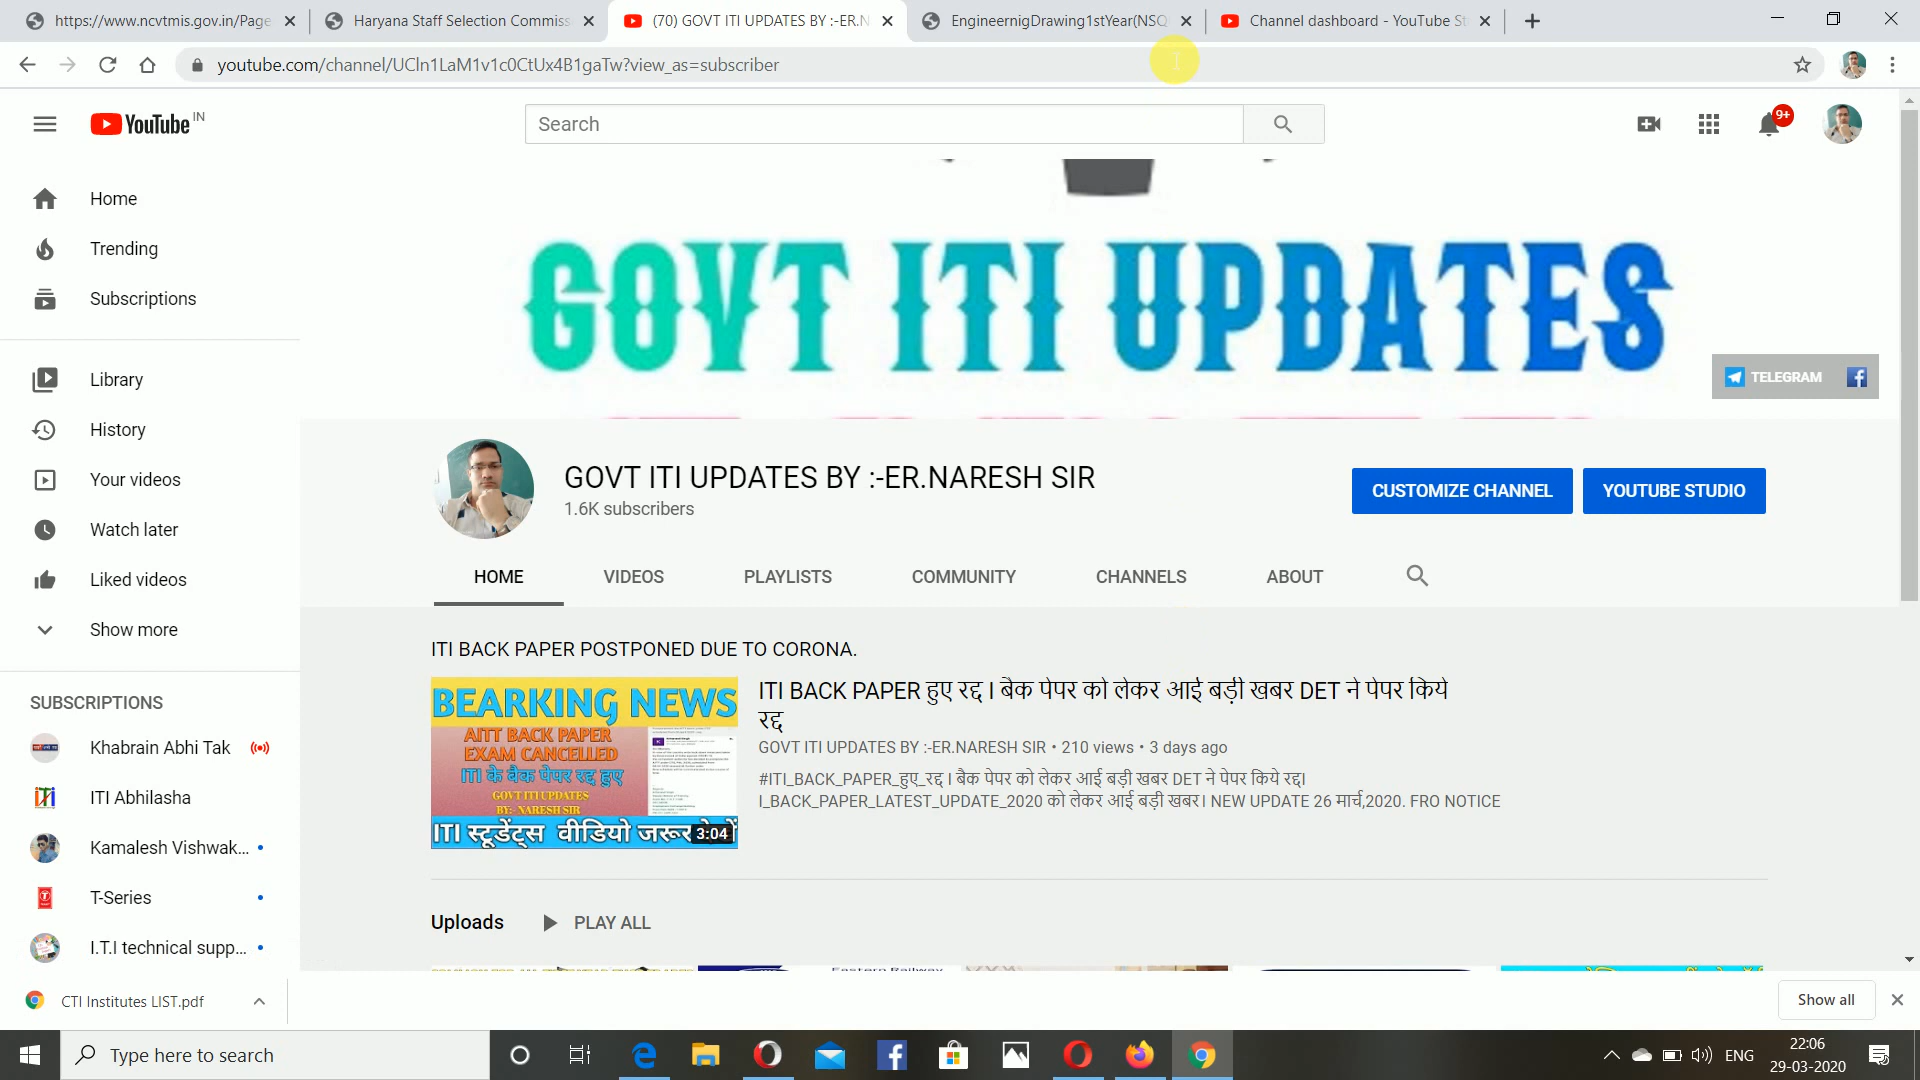 https://www.ncvtmis.gov.in/Page
Haryana Staff Selection Commiss
(70) GOVT ITI UPDATES BY :-ER.N
EngineernigDrawing1stYear(NSQ
Channel dashboard - YouTube St
youtube.com/channel/UCln1LaM1v1c0CtUx4B1gaTw?view_as=subscriber
YouTube IN
Search
9+
Home
Trending
Subscriptions
GOVT ITI UPDATES
TELEGRAM
Library
History
Your videos
Watch later
Liked videos
Show more
GOVT ITI UPDATES BY :-ER.NARESH SIR
1.6K subscribers
CUSTOMIZE CHANNEL
YOUTUBE STUDIO
HOME
VIDEOS
PLAYLISTS
COMMUNITY
CHANNELS
ABOUT
SUBSCRIPTIONS
Khabrain Abhi Tak
ITI Abhilasha
Kamalesh Vishwak...
T-Series
I.T.I technical supp...
ITI BACK PAPER POSTPONED DUE TO CORONA.
BEARKING NEWS
AITT BACK PAPER
EXAM CANCELLED
ITI के बैक पेपर रद्द हुए
GOVT ITI UPDATES
BY: NARESH SIR
ITI स्टूडेंट्स वीडियो
3:04
ITI BACK PAPER हुए रद्द I बैक पेपर को लेकर आई बड़ी खबर DET ने पेपर किये
रद्द
GOVT ITI UPDATES BY :-ER.NARESH SIR • 210 views • 3 days ago
#ITI_BACK_PAPER_हुए_रद्द I बैक पेपर को लेकर आई बड़ी खबर DET ने पेपर किये रद्द।
I_BACK_PAPER_LATEST_UPDATE_2020 को लेकर आई बड़ी खबर I NEW UPDATE 26 मार्च,2020. FRO NOTICE
Uploads
PLAY ALL
CTI Institutes LIST.pdf
Show all
Type here to search
ENG
22:06
29-03-2020